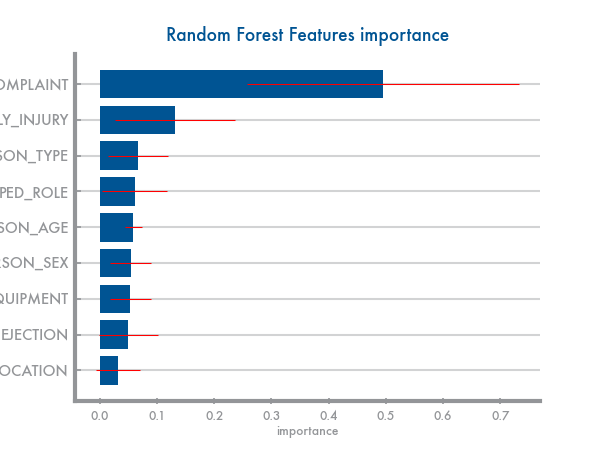 Random Forest Features importance
OMPLAINT
LY_INJURY
SON_TYPE
PED_ROLE
SON_AGE
RSON_SEX
QUIPMENT
EJECTION
OCATION
0.0 0.1 0.2 0.3 0.4 0.5 0.6 0.7
importance